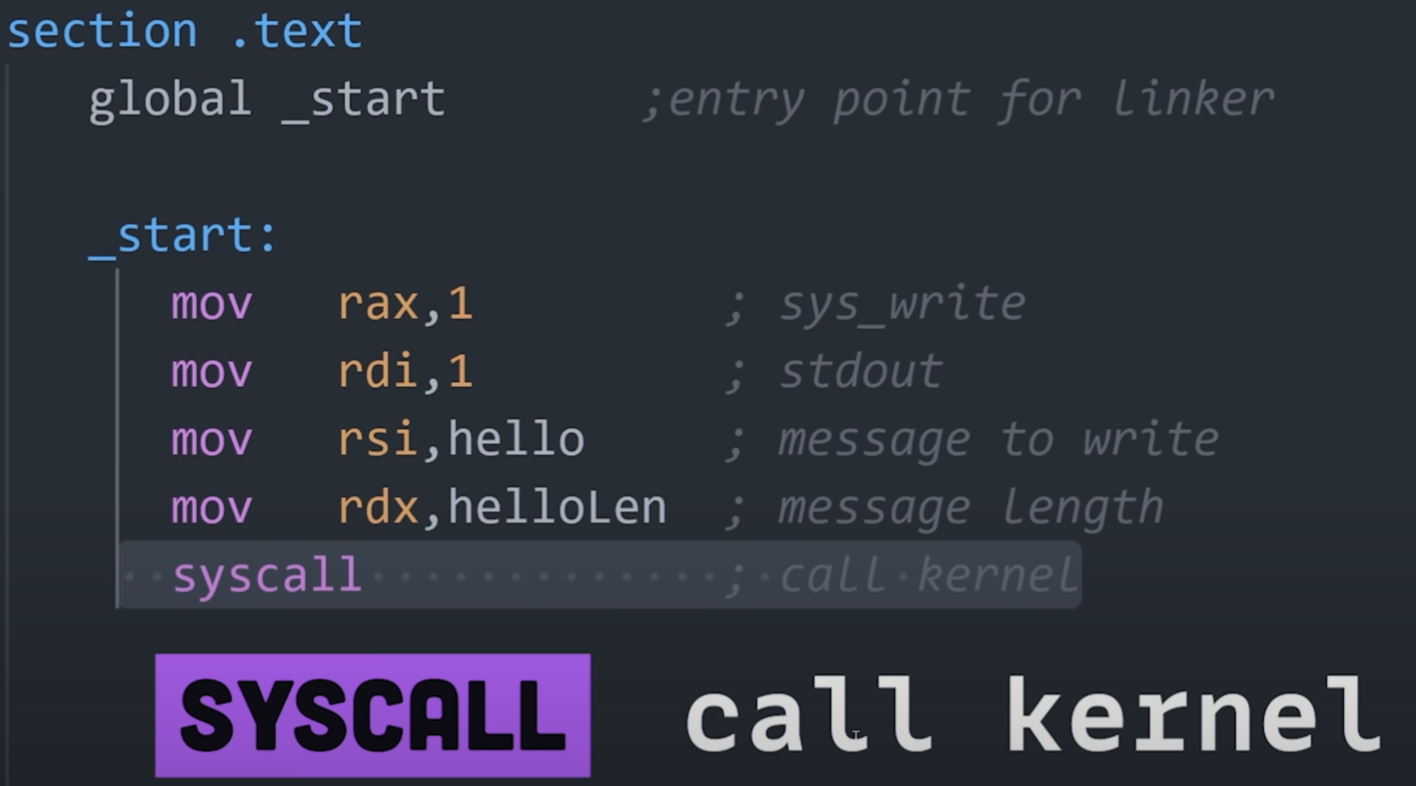 section .text
global _start ;entry point for linker
_start:
mov rax,1 ; sys_write
mov rdi,1 ; stdout
mov rsi,hello ; message to write
mov rdx,helloLen ; message length
syscall ; call kernel
SYSCALL call kernel